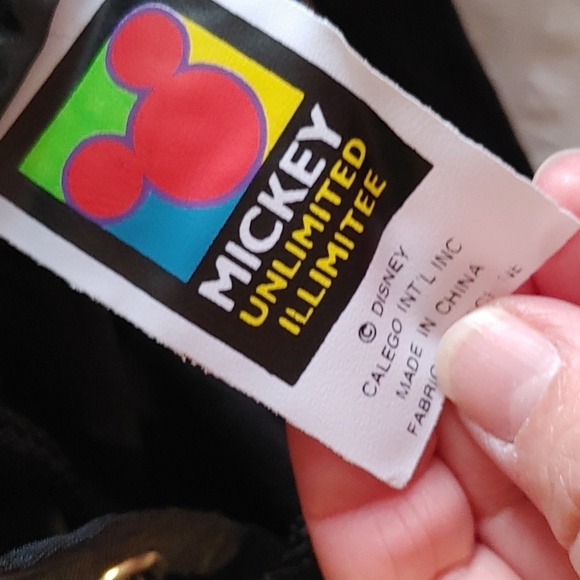 MICKEY
UNLIMITED
ILLIMITEE
© DISNEY
CALEGO INT'L INC
MADE IN CHINA